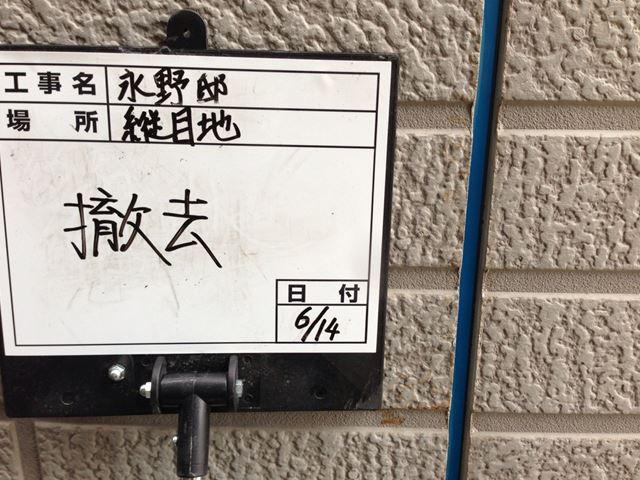 工事名 永野邸
場所 縦目地
撤去
日付
6/14